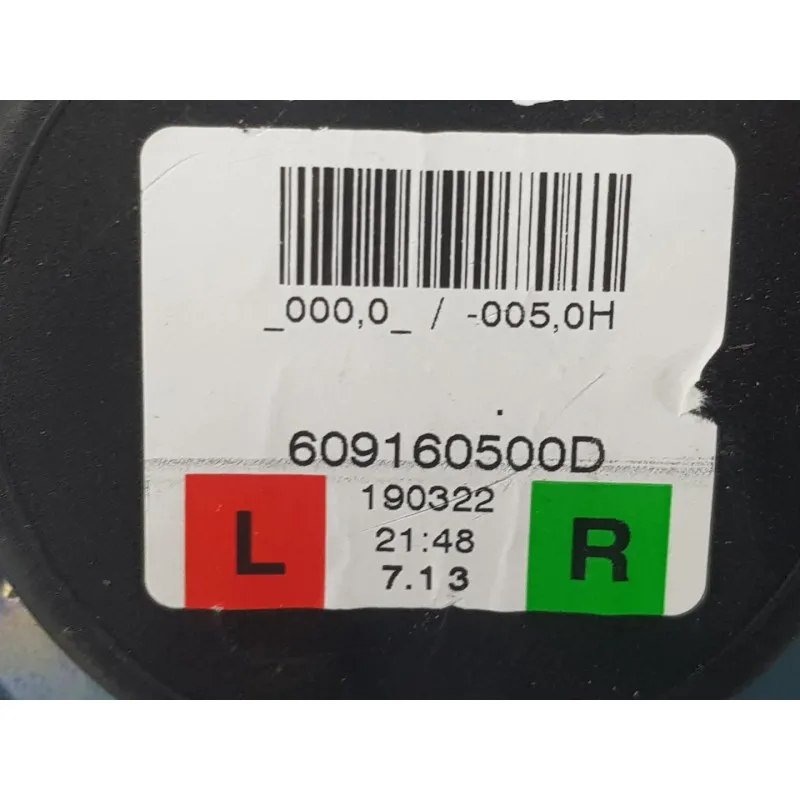 _000,0_ / -005,0H
609160500D
190322
L 21:48 R
7.13